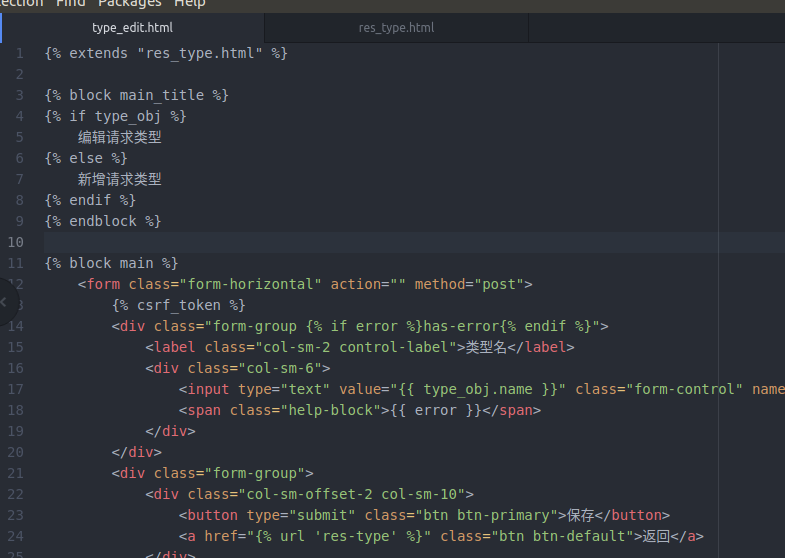 ection Find Packages Help
type_edit.html res_type.html
1 {% extends "res_type.html" %}
2
3 {% block main_title %}
4 {% if type_obj %}
5 编辑请求类型
6 {% else %}
7 新增请求类型
8 {% endif %}
9 {% endblock %}
10
11 {% block main %}
12 <form class="form-horizontal" action="" method="post">
3 {% csrf_token %}
14 <div class="form-group {% if error %}has-error{% endif %}">
15 <label class="col-sm-2 control-label">类型名</label>
16 <div class="col-sm-6">
17 <input type="text" value="{{ type_obj.name }}" class="form-control" name
18 <span class="help-block">{{ error }}</span>
19 </div>
20 </div>
21 <div class="form-group">
22 <div class="col-sm-offset-2 col-sm-10">
23 <button type="submit" class="btn btn-primary">保存</button>
24 <a href="{% url 'res-type' %}" class="btn btn-default">返回</a>
25 </div>